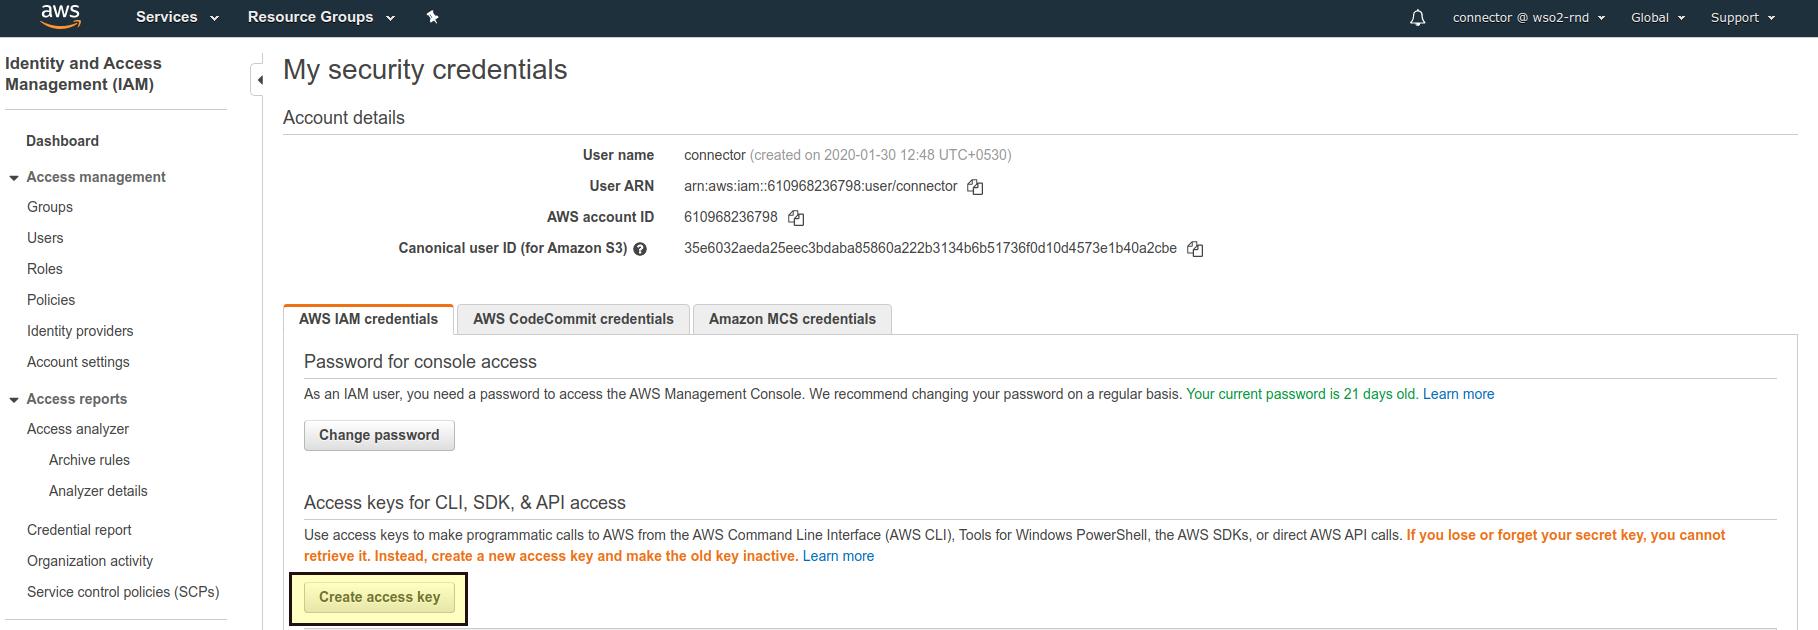 aws
Services
Resource Groups
connector @ wso2-rnd
Global
Support
Identity and Access
Management (IAM)
Dashboard
Access management
Groups
Users
Roles
Policies
Identity providers
Account settings
Access reports
Access analyzer
Archive rules
Analyzer details
Credential report
Organization activity
Service control policies (SCPs)
My security credentials
Account details
User name connector (created on 2020-01-30 12:48 UTC+0530)
User ARN arn:aws:iam::610968236798:user/connector
AWS account ID 610968236798
Canonical user ID (for Amazon S3) ? 35e6032aeda25eec3bdaba85860a222b3134b6b51736f0d10d4573e1b40a2cbe
AWS IAM credentials
AWS CodeCommit credentials
Amazon MCS credentials
Password for console access
As an IAM user, you need a password to access the AWS Management Console. We recommend changing your password on a regular basis. Your current password is 21 days old. Learn more
Change password
Access keys for CLI, SDK, & API access
Use access keys to make programmatic calls to AWS from the AWS Command Line Interface (AWS CLI), Tools for Windows PowerShell, the AWS SDKs, or direct AWS API calls. If you lose or forget your secret key, you cannot
retrieve it. Instead, create a new access key and make the old key inactive. Learn more
Create access key